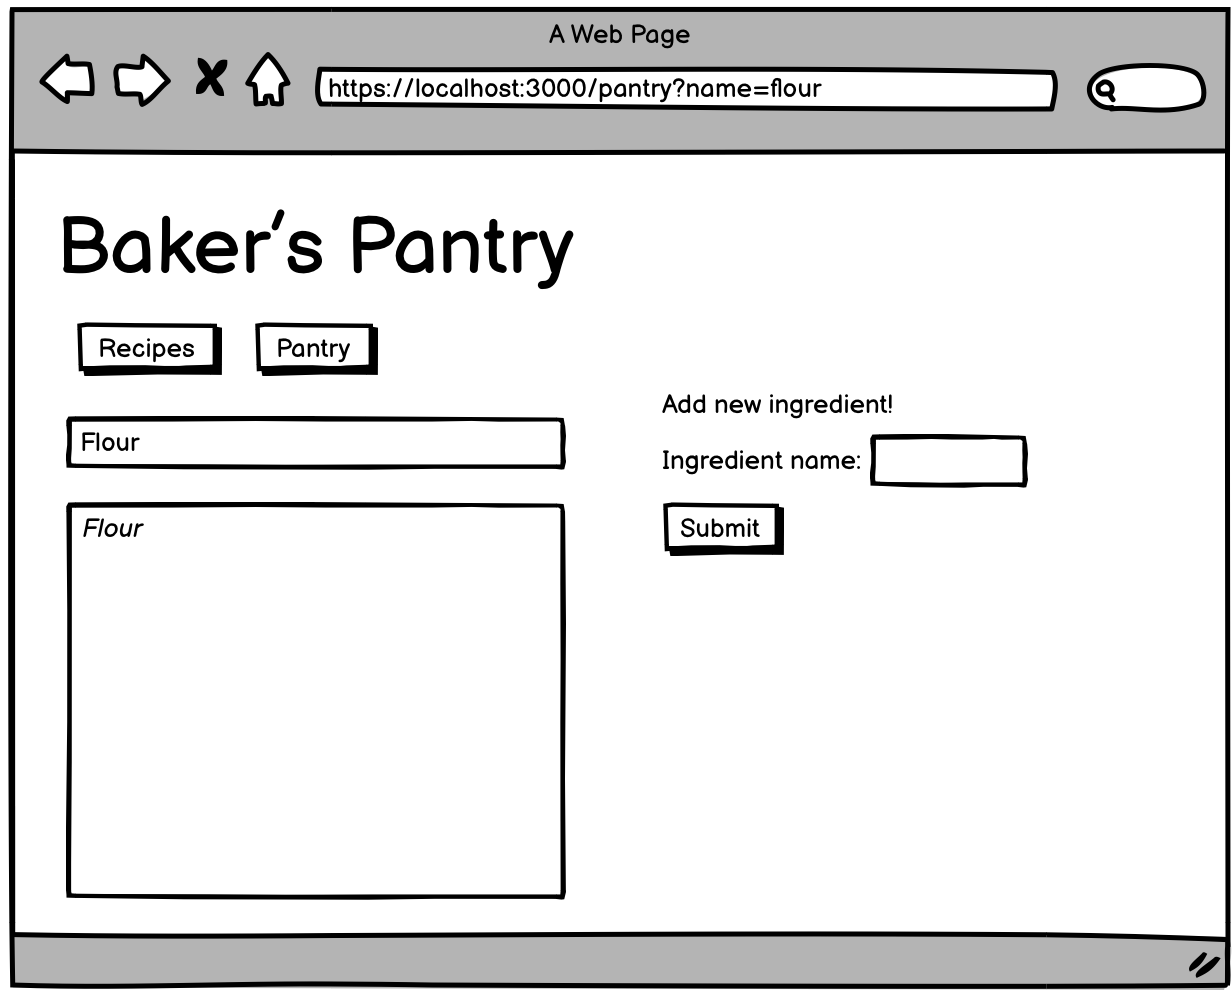 A Web Page
https://localhost:3000/pantry?name=flour
Baker's Pantry
Recipes
Pantry
Flour
Flour
Add new ingredient!
Ingredient name:
Submit